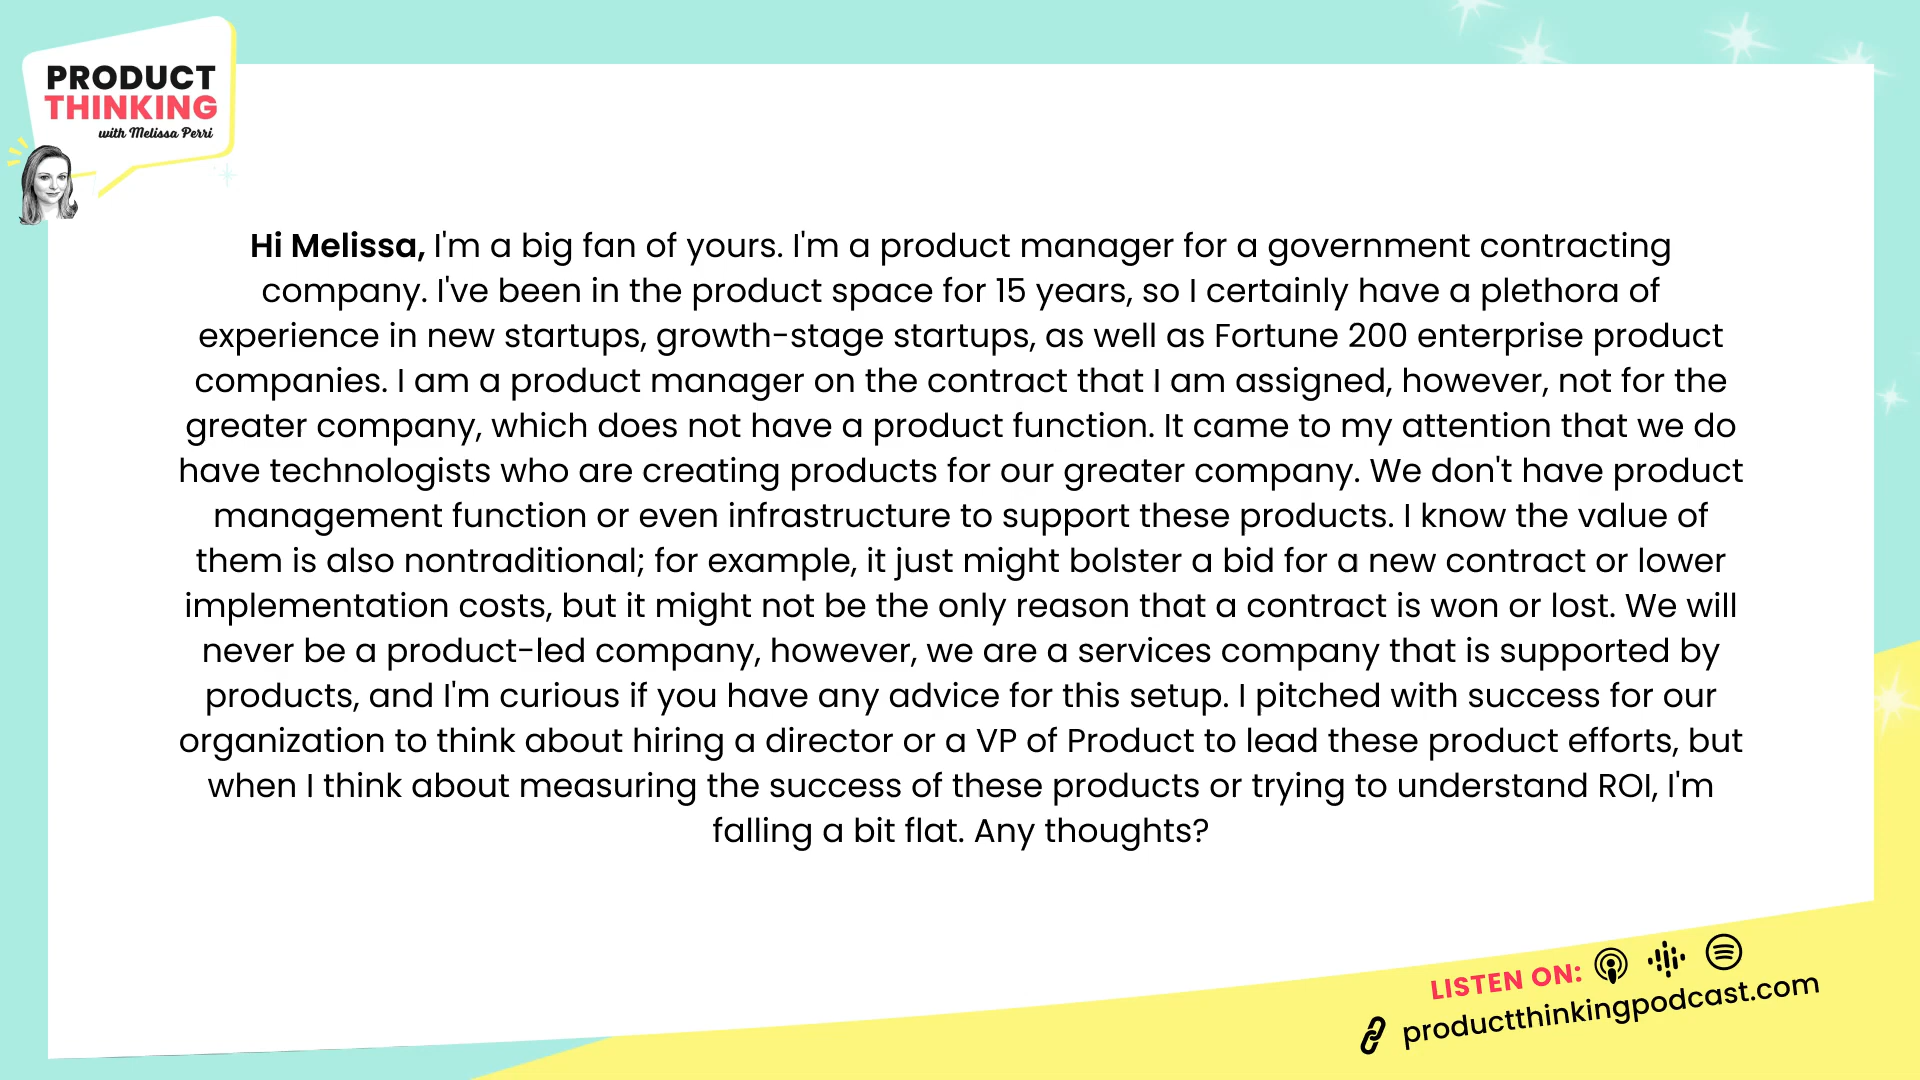 PRODUCT
THINKING
with Melissa Perri
Hi Melissa, I'm a big fan of yours. I'm a product manager for a government contracting
company. I've been in the product space for 15 years, so I certainly have a plethora of
experience in new startups, growth-stage startups, as well as Fortune 200 enterprise product
companies. I am a product manager on the contract that I am assigned, however, not for the
greater company, which does not have a product function. It came to my attention that we do
have technologists who are creating products for our greater company. We don't have product
management function or even infrastructure to support these products. I know the value of
them is also nontraditional; for example, it just might bolster a bid for a new contract or lower
implementation costs, but it might not be the only reason that a contract is won or lost. We will
never be a product-led company, however, we are a services company that is supported by
products, and I'm curious if you have any advice for this setup. I pitched with success for our
organization to think about hiring a director or a VP of Product to lead these product efforts, but
when I think about measuring the success of these products or trying to understand ROI, I'm
falling a bit flat. Any thoughts?
LISTEN ON:
productthinkingpodcast.com